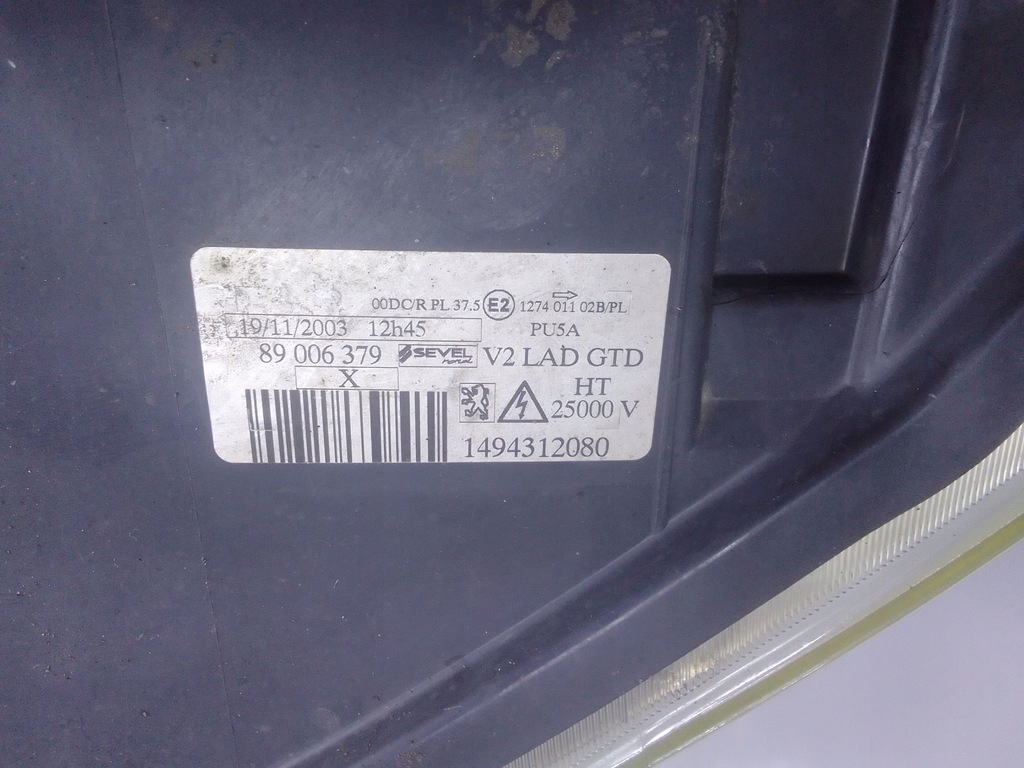 00DC/R PL 37.5 E2 1274 011 02B/PL
19/11/2003 12h45 PU5A
89 006 379 SEVEL V2 LAD GTD
X HT
25000 V
1494312080